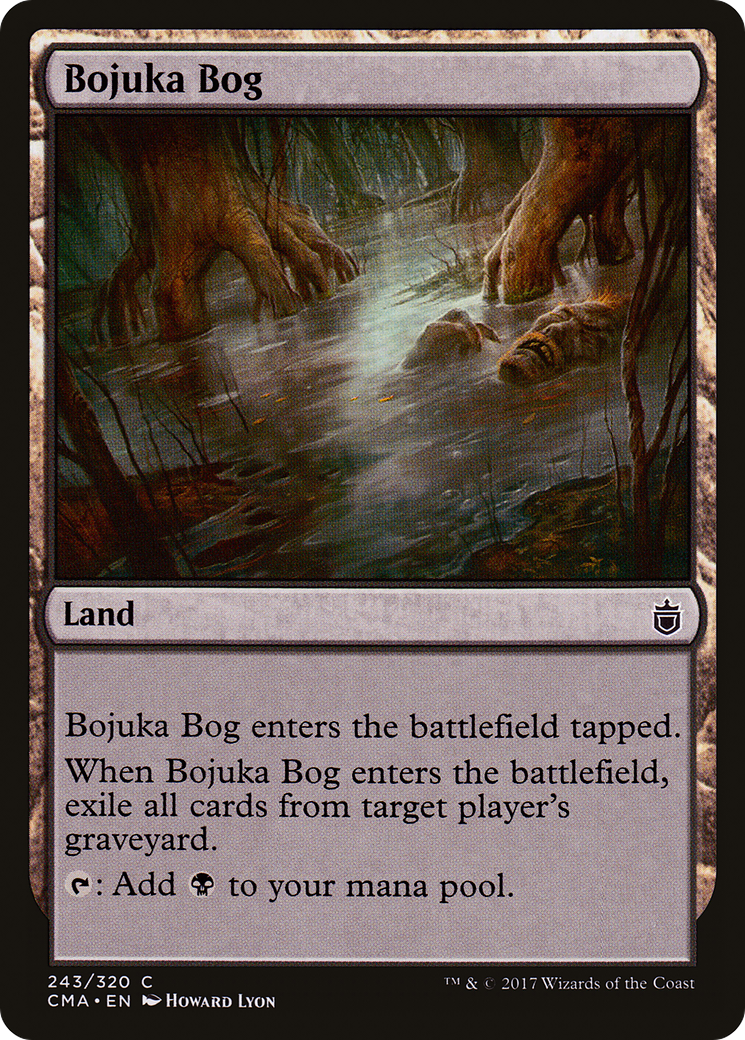 Bojuka Bog
Land
Bojuka Bog enters the battlefield tapped.
When Bojuka Bog enters the battlefield,
exile all cards from target player's
graveyard.
: Add to your mana pool.
243/320 C
™ & © 2017 Wizards of the Coast
CMA • EN Howard Lyon